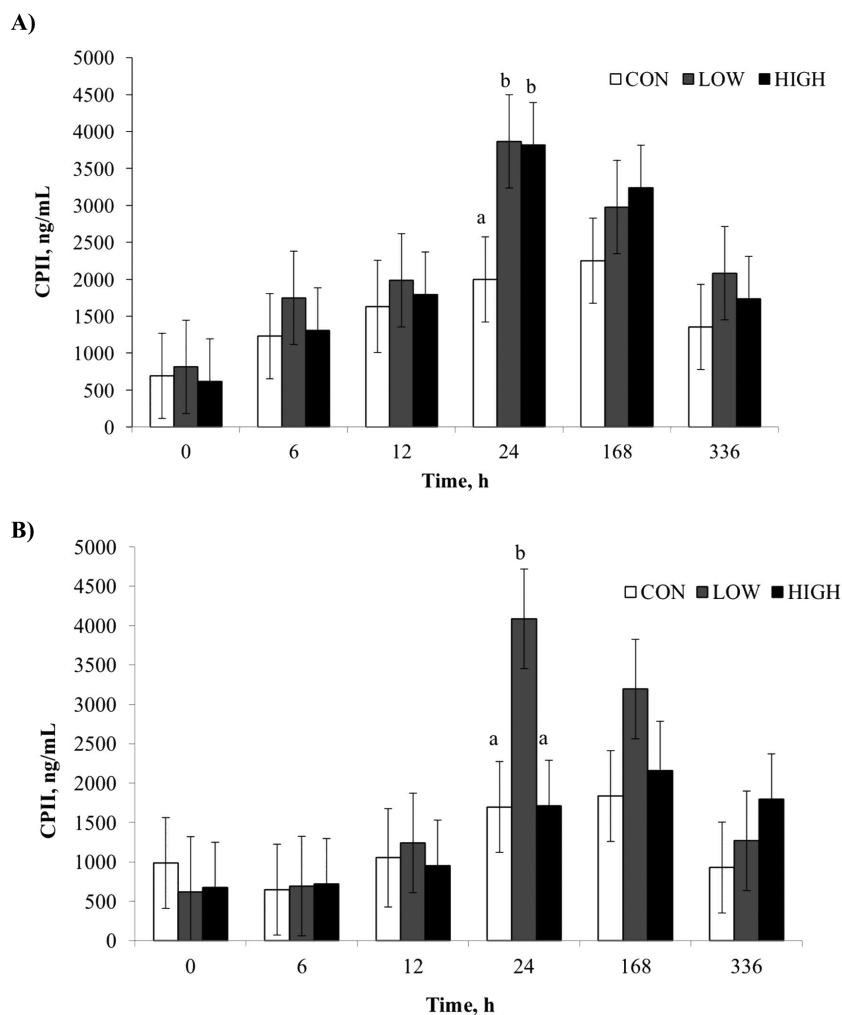 A)
5000
4500
4000
3500
3000
2500
2000
1500
1000
500
0
CPII, ng/mL
CON LOW HIGH
b b
a
0 6 12 24 168 336
Time, h
B)
5000
4500
4000
3500
3000
2500
2000
1500
1000
500
0
CPII, ng/mL
CON LOW HIGH
b
a a
0 6 12 24 168 336
Time, h